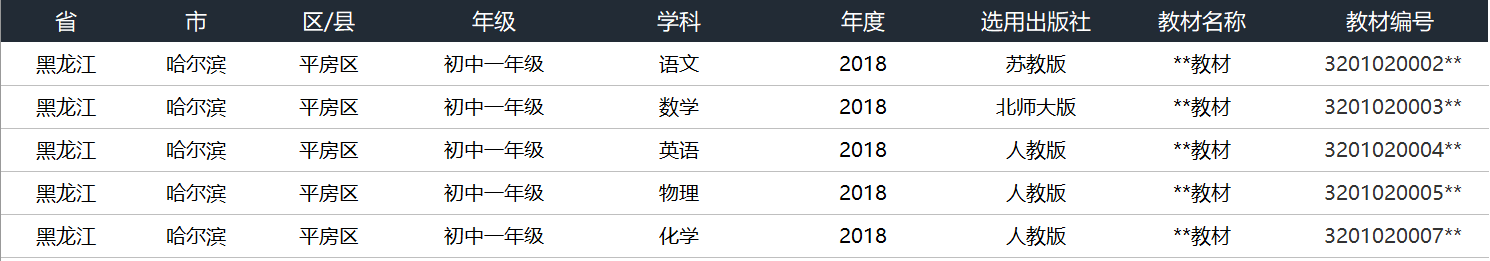 省 市 区/县 年级 学科 年度 选用出版社 教材名称 教材编号
黑龙江 哈尔滨 平房区 初中一年级 语文 2018 苏教版 **教材 3201020002**
黑龙江 哈尔滨 平房区 初中一年级 数学 2018 北师大版 **教材 3201020003**
黑龙江 哈尔滨 平房区 初中一年级 英语 2018 人教版 **教材 3201020004**
黑龙江 哈尔滨 平房区 初中一年级 物理 2018 人教版 **教材 3201020005**
黑龙江 哈尔滨 平房区 初中一年级 化学 2018 人教版 **教材 3201020007**